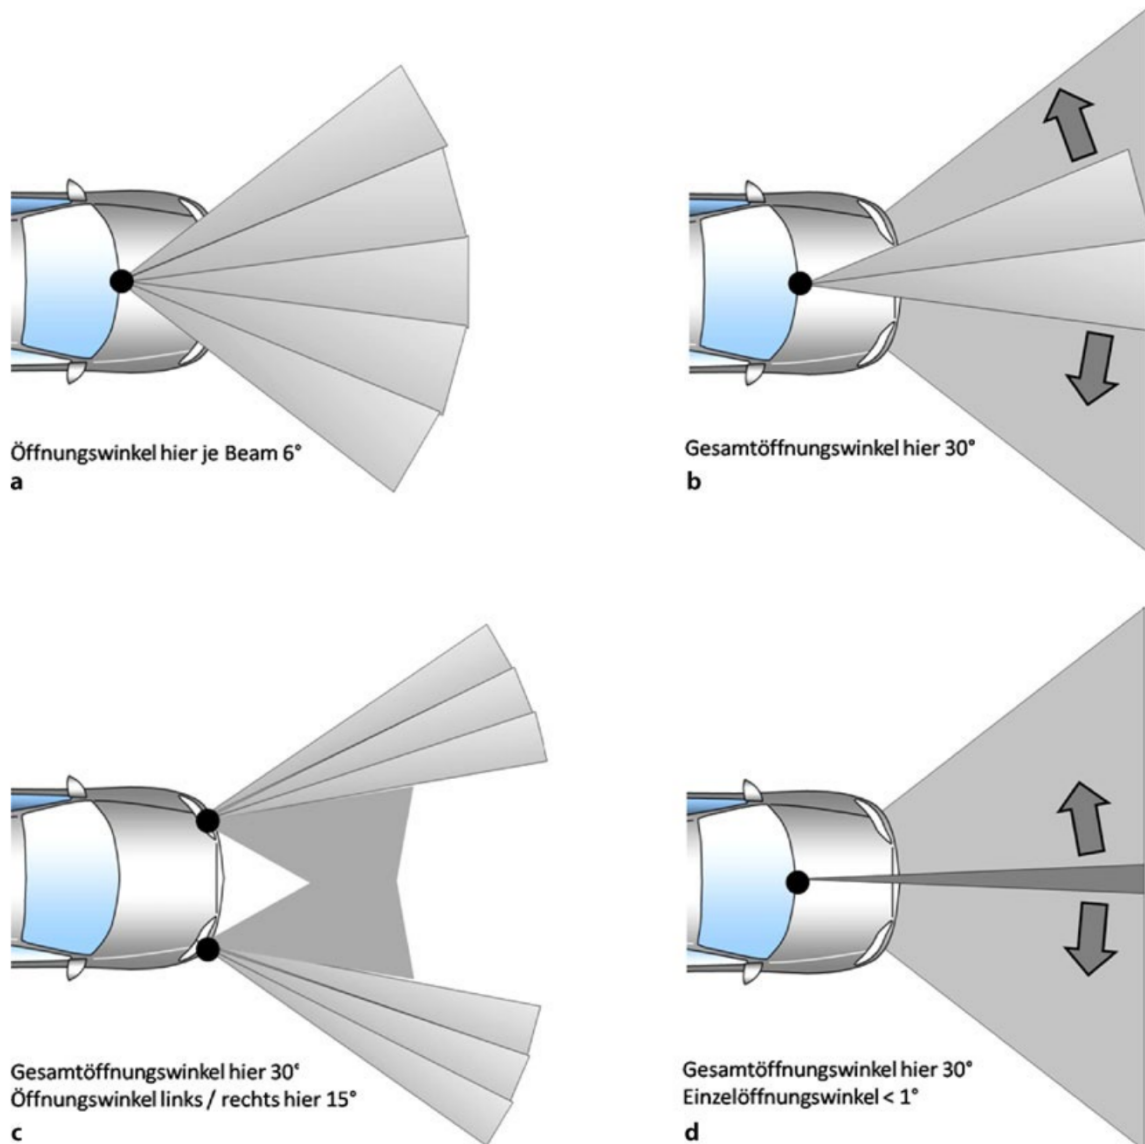 Öffnungswinkel hier je Beam 6°
a
Gesamtöffnungswinkel hier 30°
b
Gesamtöffnungswinkel hier 30°
Öffnungswinkel links / rechts hier 15°
c
Gesamtöffnungswinkel hier 30°
Einzelöffnungswinkel < 1°
d